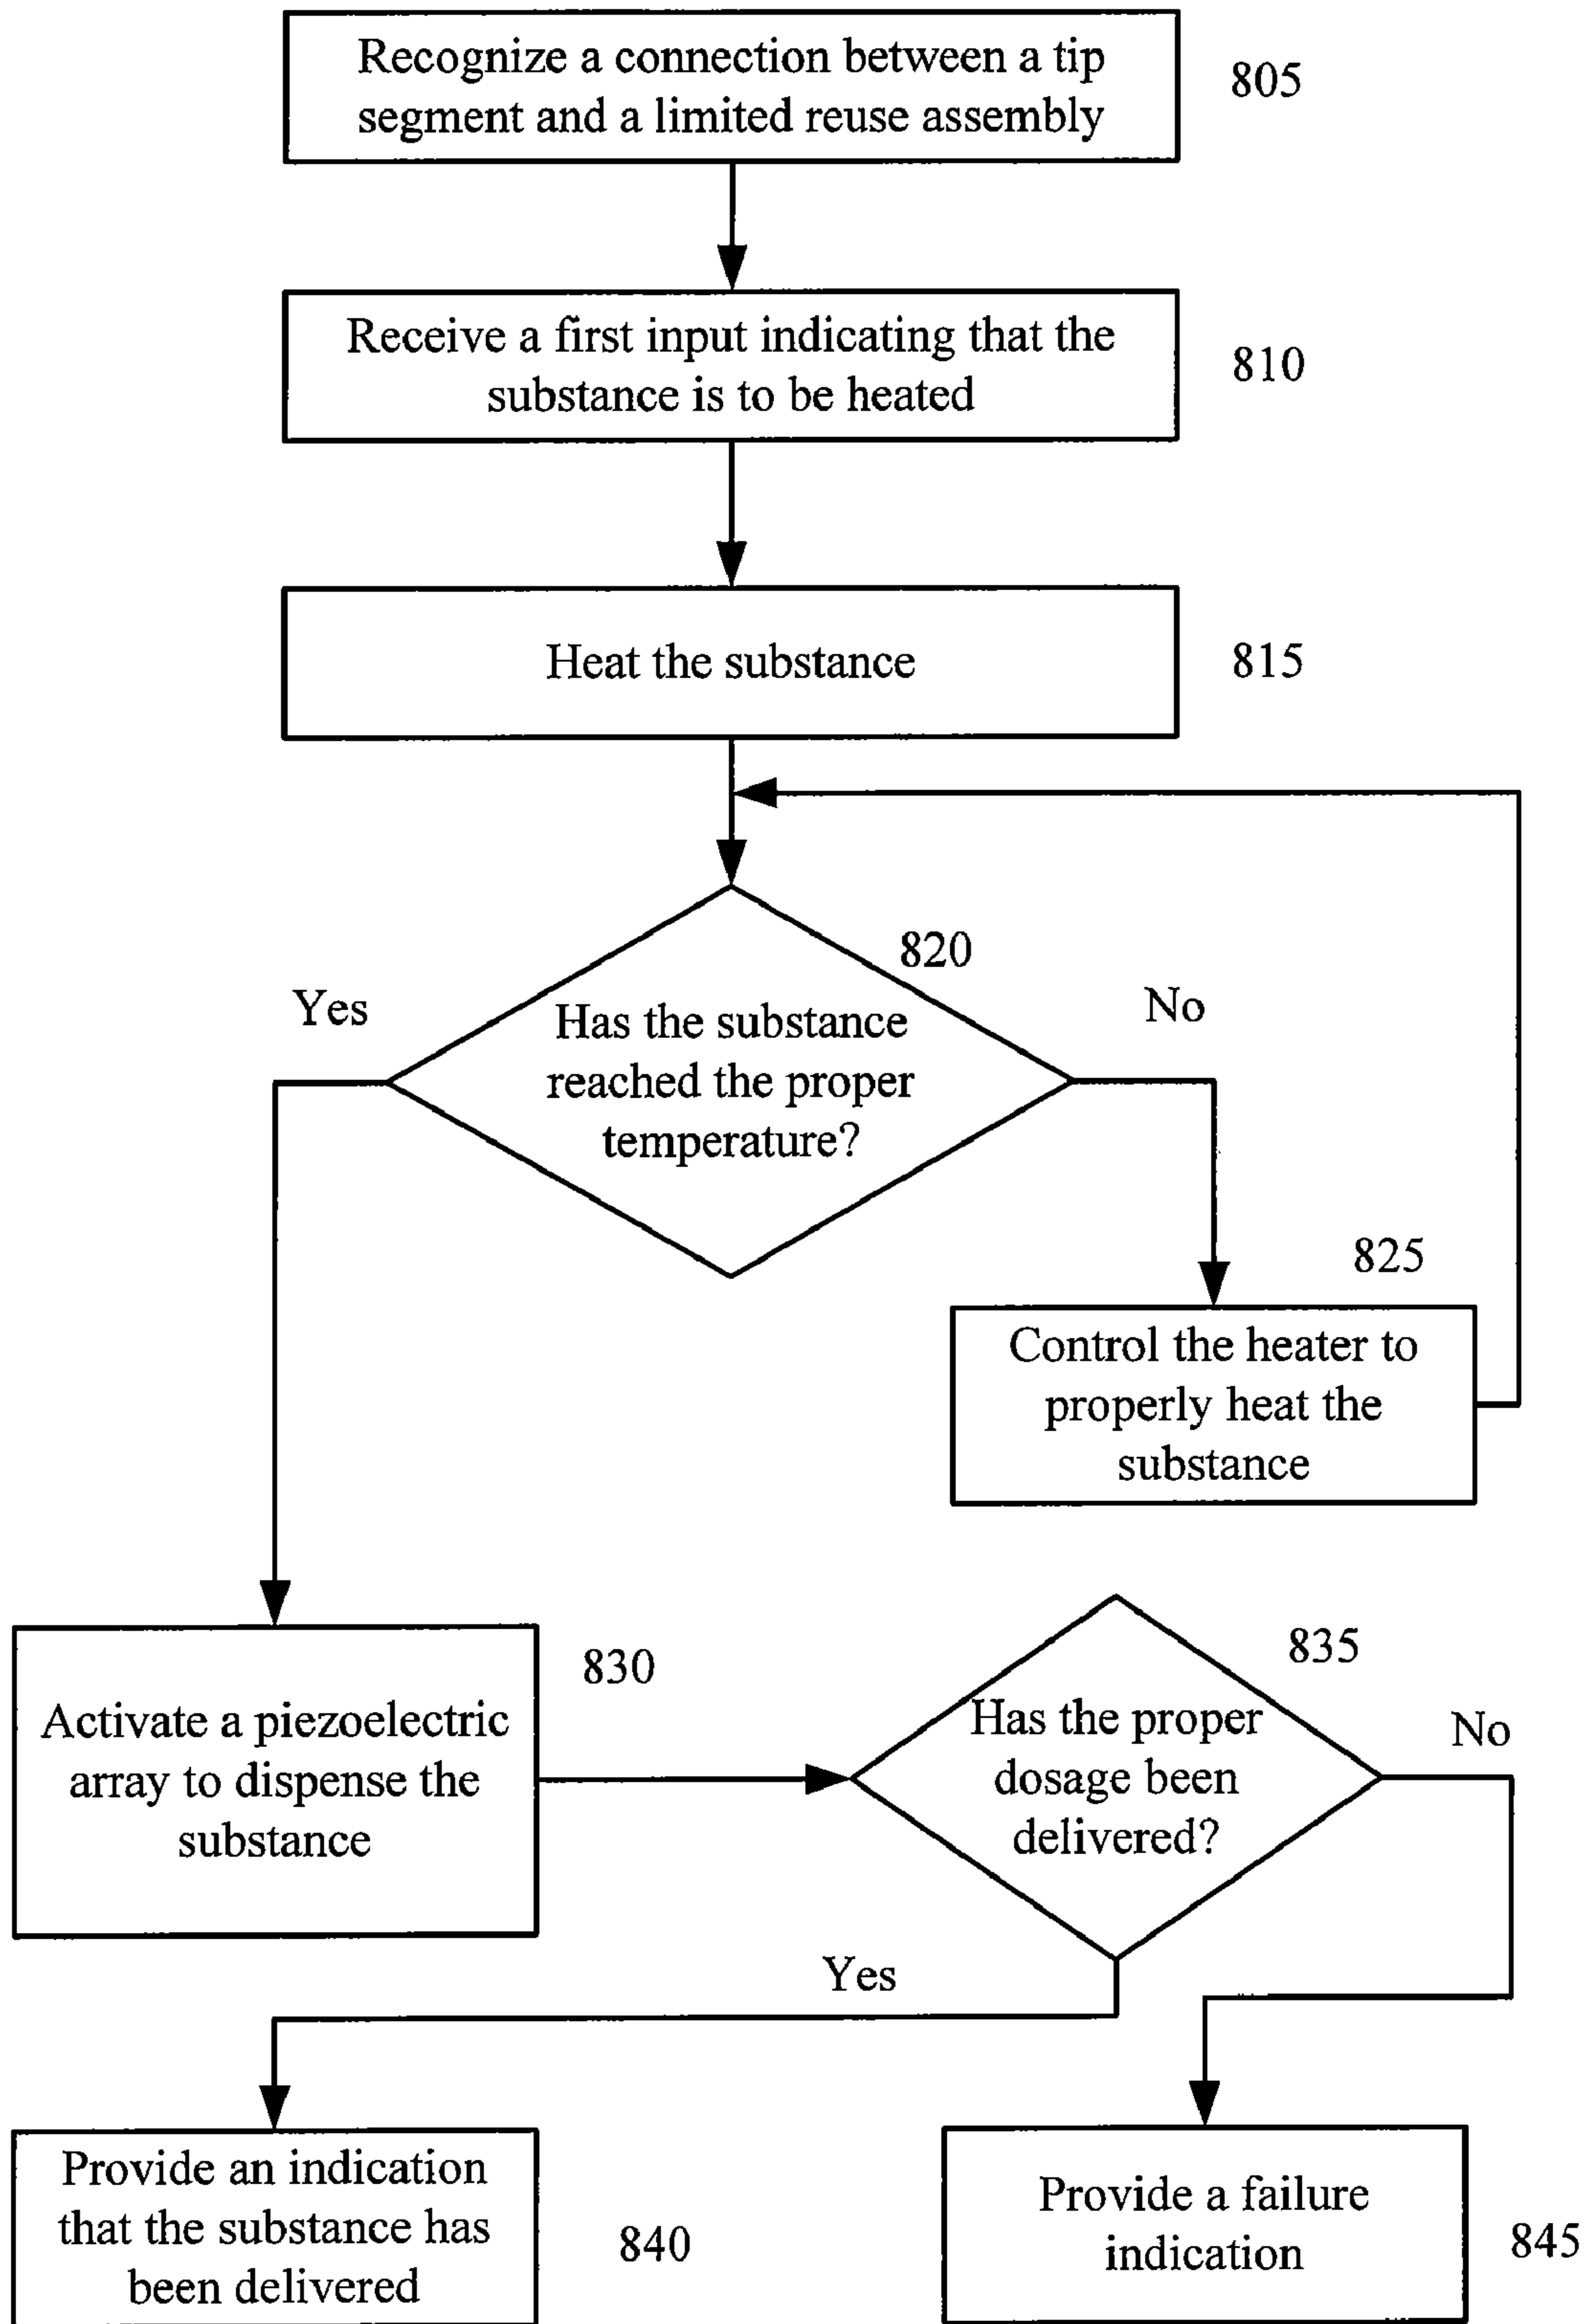 Recognize a connection between a tip
segment and a limited reuse assembly
805
Receive a first input indicating that the
substance is to be heated
810
Heat the substance
815
820
Yes
No
Has the substance
reached the proper
temperature?
825
Control the heater to
properly heat the
substance
830
Activate a piezoelectric
array to dispense the
substance
835
Has the proper
dosage been
delivered?
No
Yes
Provide an indication
that the substance has
been delivered
840
Provide a failure
indication
845